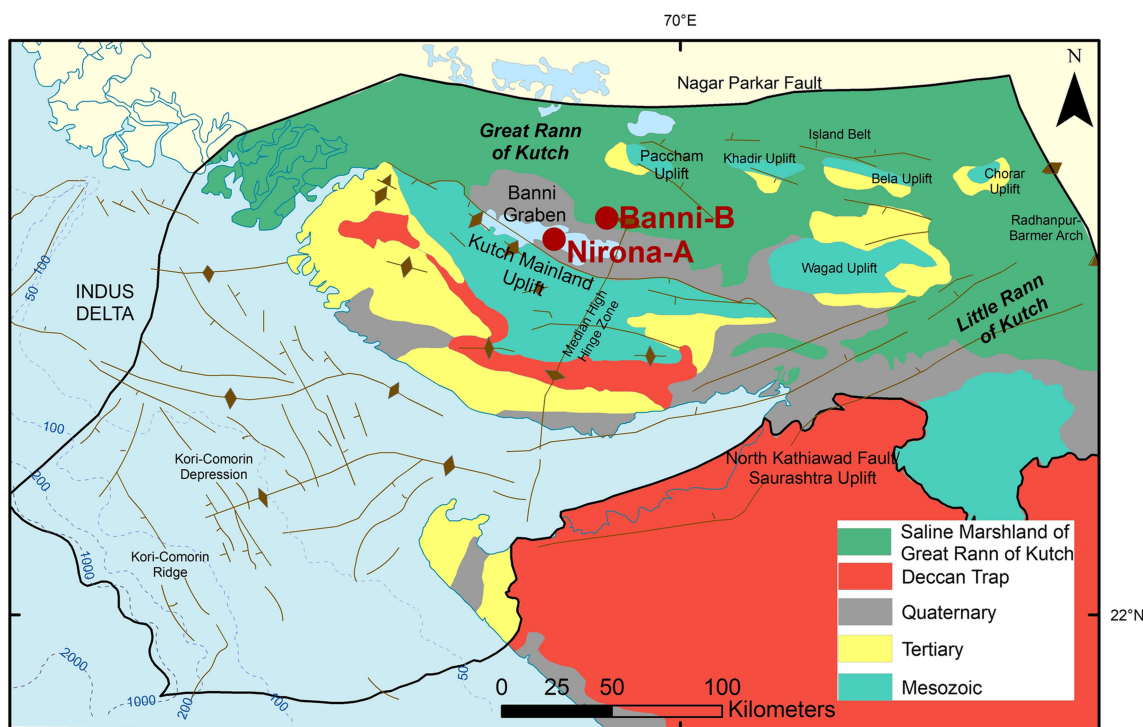 70°E
N
Nagar Parkar Fault
Great Rann
of Kutch
Island Belt
Paccham
Uplift
Khadir Uplift
Bela Uplift
Chorar
Uplift
Banni
Graben
Banni-B
Nirona-A
Radhanpur-
Barmer Arch
Kutch Mainland
Uplift
Wagad Uplift
INDUS
DELTA
Little Rann
of Kutch
Median High
Hinge Zone
100
50
100
200
Kori-Comorin
Depression
North Kathiawad Fault
Saurashtra Uplift
Kori-Comorin
Ridge
1000
2000
1000
200
100
50
22°N
Saline Marshland of
Great Rann of Kutch
Deccan Trap
Quaternary
Tertiary
Mesozoic
0 25 50 100
Kilometers